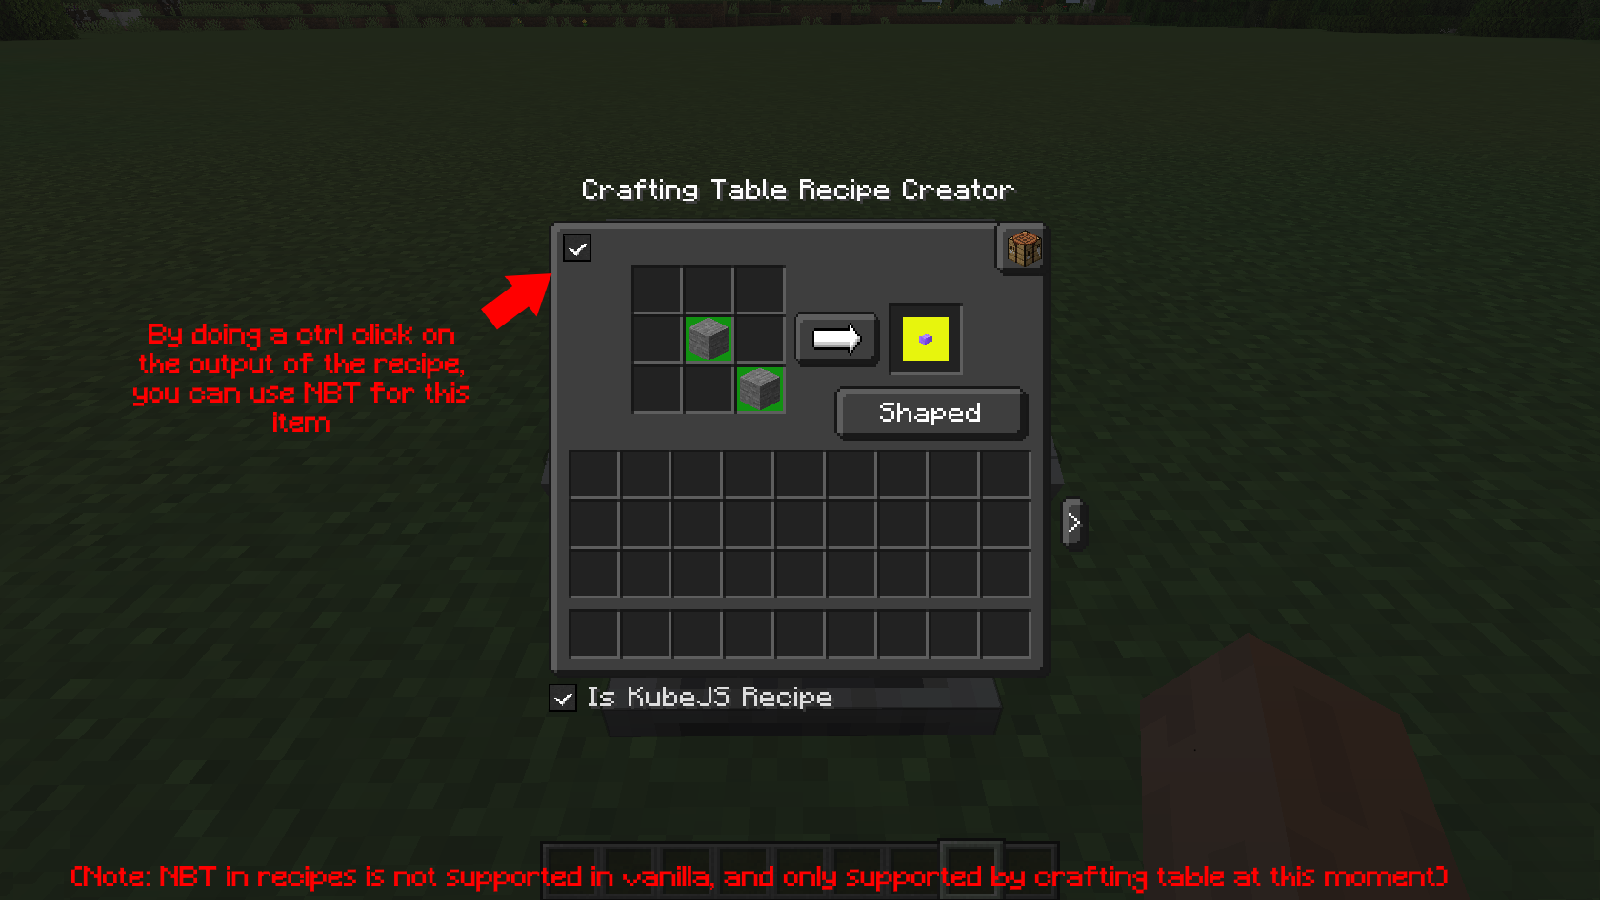 Crafting Table Recipe Creator
By doing a ctrl click on
the output of the recipe,
you can use NBT for this
item
Shaped
>
Is KubeJS Recipe
(Note: NBT in recipes is not supported in vanilla, and only supported by crafting table at this moment)